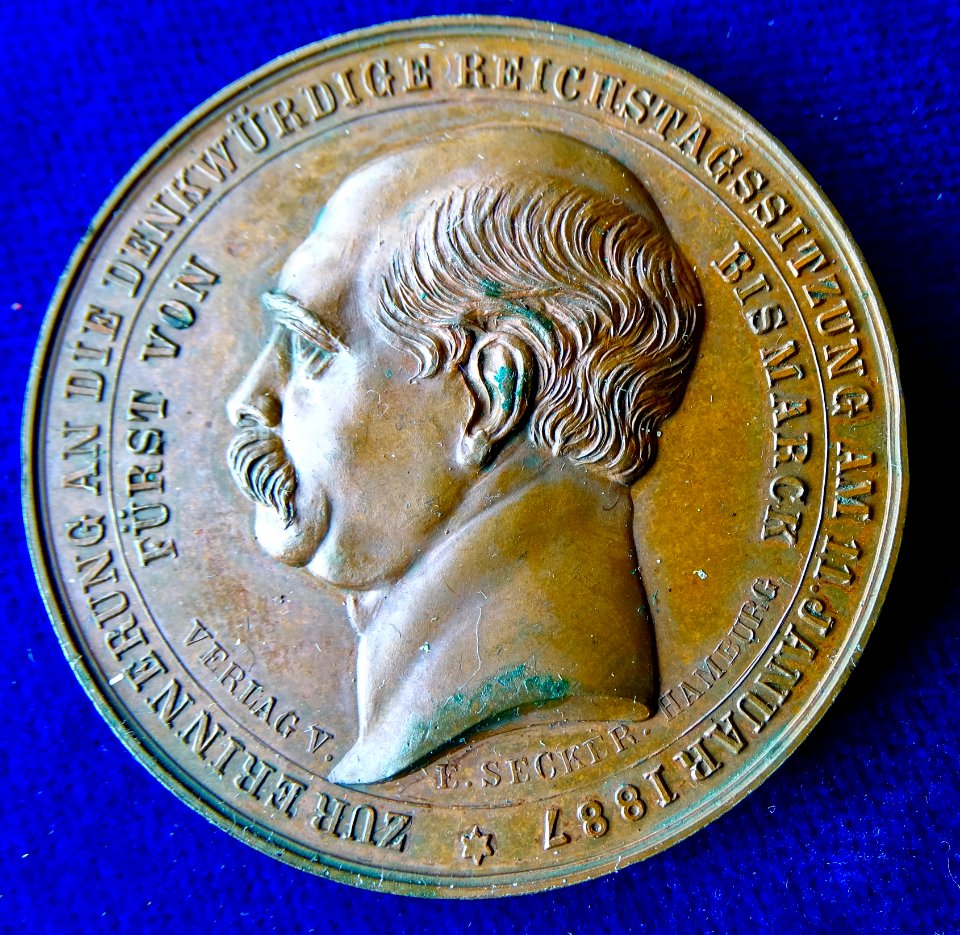 ZUR ERINNERUNG AN DIE DENKWÜRDIGE REICHSTAGSSITZUNG AM 11. JANUAR 1887
FÜRST VON BISMARCK
VERLAG V. E. SECKER. HAMBURG